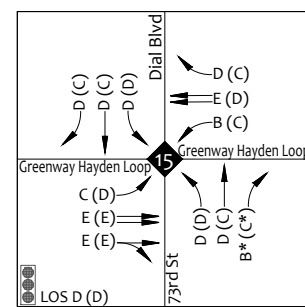 Dial Blvd
D (C)
D (C)
D (D)
D (C)
E (D)
B (C)
Greenway Hayden Loop
15
Greenway Hayden Loop
C (D)
E (E)
E (E)
D (D)
D (C)
B* (C*)
73rd St
LOS D (D)